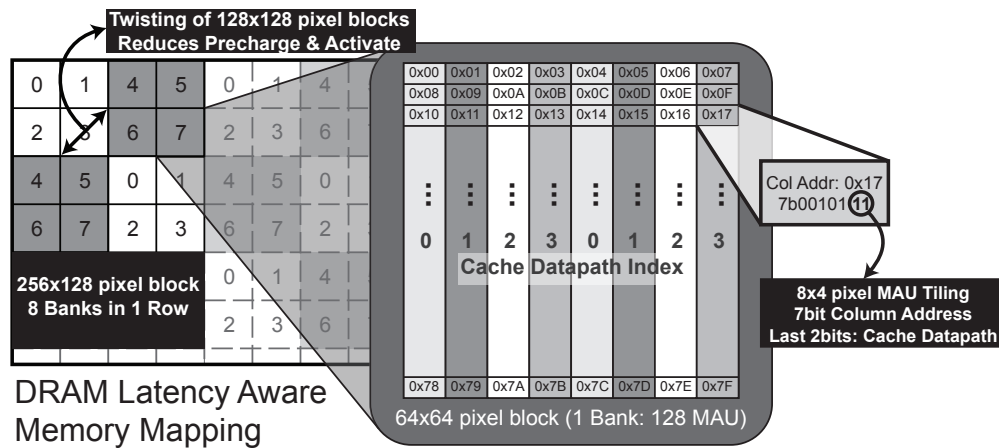 Twisting of 128x128 pixel blocks
Reduces Precharge & Activate
0 1 4 5 0 1 4
2 3 6 7 2 3 6
4 5 0 1 4 5 0
6 7 2 3 6 7 2
0 1 4
2 3 6
256x128 pixel block
8 Banks in 1 Row
DRAM Latency Aware
Memory Mapping
0x00 0x01 0x02 0x03 0x04 0x05 0x06 0x07
0x08 0x09 0x0A 0x0B 0x0C 0x0D 0x0E 0x0F
0x10 0x11 0x12 0x13 0x14 0x15 0x16 0x17
0 1 2 3 0 1 2 3
Cache Datapath Index
0x78 0x79 0x7A 0x7B 0x7C 0x7D 0x7E 0x7F
64x64 pixel block (1 Bank: 128 MAU)
Col Addr: 0x17
7b0010111
8x4 pixel MAU Tiling
7bit Column Address
Last 2bits: Cache Datapath